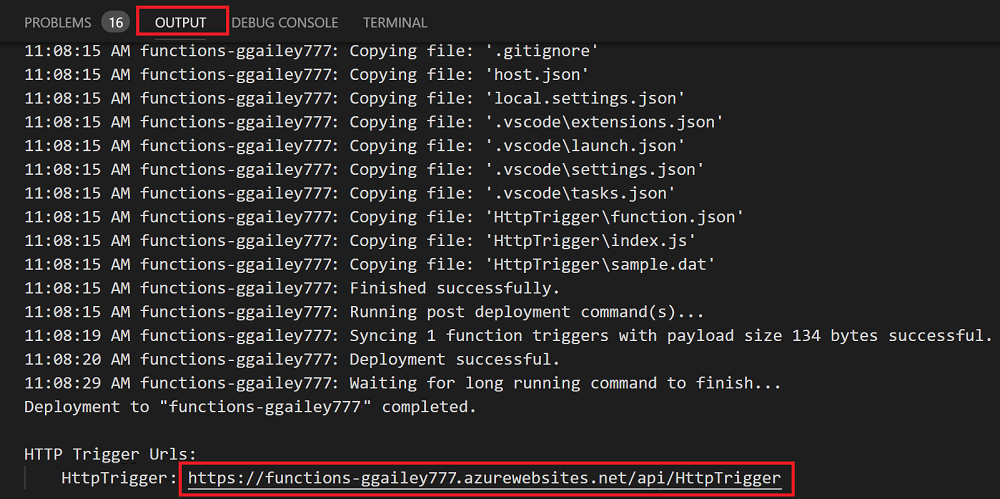 PROBLEMS 16 OUTPUT DEBUG CONSOLE TERMINAL
11:08:15 AM functions-ggailey777: Copying file: '.gitignore'
11:08:15 AM functions-ggailey777: Copying file: 'host.json'
11:08:15 AM functions-ggailey777: Copying file: 'local.settings.json'
11:08:15 AM functions-ggailey777: Copying file: '.vscode\extensions.json'
11:08:15 AM functions-ggailey777: Copying file: '.vscode\launch.json'
11:08:15 AM functions-ggailey777: Copying file: '.vscode\settings.json'
11:08:15 AM functions-ggailey777: Copying file: '.vscode\tasks.json'
11:08:15 AM functions-ggailey777: Copying file: 'HttpTrigger\function.json'
11:08:15 AM functions-ggailey777: Copying file: 'HttpTrigger\index.js'
11:08:15 AM functions-ggailey777: Copying file: 'HttpTrigger\sample.dat'
11:08:15 AM functions-ggailey777: Finished successfully.
11:08:15 AM functions-ggailey777: Running post deployment command(s)...
11:08:19 AM functions-ggailey777: Syncing 1 function triggers with payload size 134 bytes successful.
11:08:20 AM functions-ggailey777: Deployment successful.
11:08:29 AM functions-ggailey777: Waiting for long running command to finish...
Deployment to "functions-ggailey777" completed.
HTTP Trigger Urls:
HttpTrigger: https://functions-ggailey777.azurewebsites.net/api/HttpTrigger